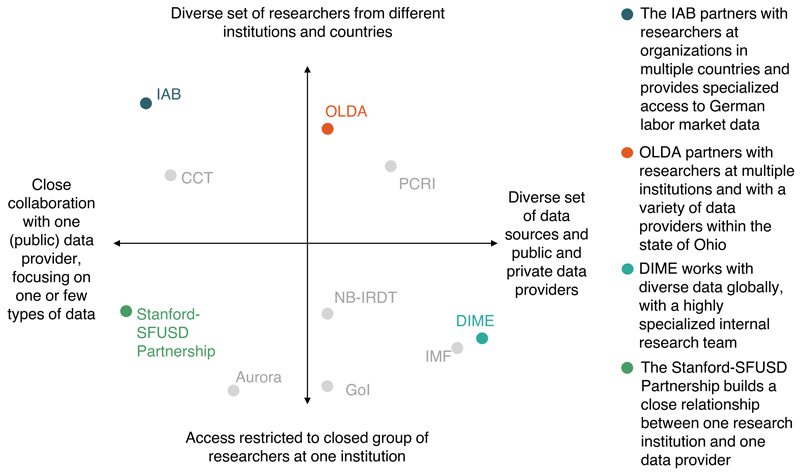 Diverse set of researchers from different
institutions and countries
IAB
OLDA
CCT
PCRI
Close
collaboration
with one
(public) data
provider,
focusing on
one or few
types of data
Diverse set
of data
sources and
public and
private data
providers
NB-IRDT
Stanford-
SFUSD
Partnership
DIME
IMF
Aurora
GoI
Access restricted to closed group of
researchers at one institution
The IAB partners with
researchers at
organizations in
multiple countries and
provides specialized
access to German
labor market data
OLDA partners with
researchers at multiple
institutions and with a
variety of data
providers within the
state of Ohio
DIME works with
diverse data globally,
with a highly
specialized internal
research team
The Stanford-SFUSD
Partnership builds a
close relationship
between one research
institution and one
data provider